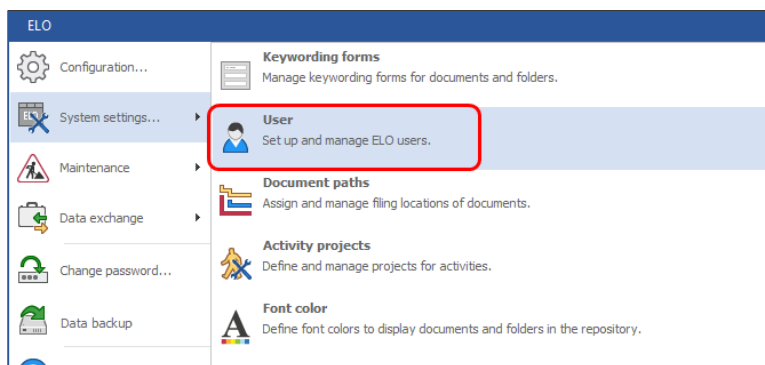 ELO
Configuration...
System settings...
Maintenance
Data exchange
Change password...
Data backup
Keywording forms
Manage keywording forms for documents and folders.
User
Set up and manage ELO users.
Document paths
Assign and manage filing locations of documents.
Activity projects
Define and manage projects for activities.
Font color
Define font colors to display documents and folders in the repository.